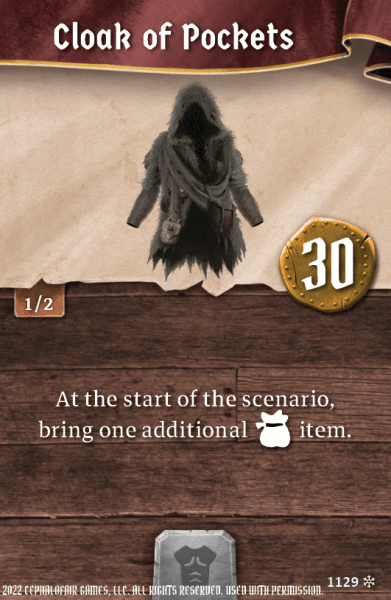 Cloak of Pockets
30
1/2
At the start of the scenario,
bring one additional item.
1129
2022 CEPHALOFAIR GAMES, LLC. ALL RIGHTS RESERVED. USED WITH PERMISSION.